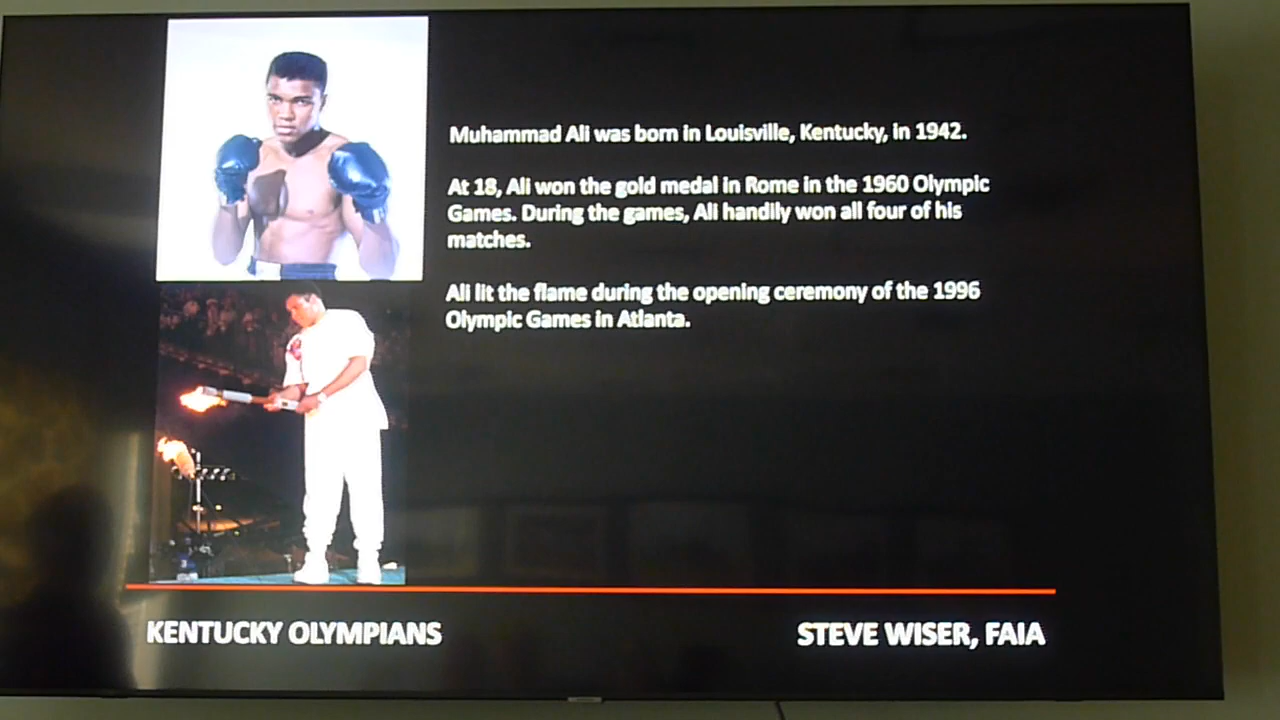 Muhammad Ali was born in Louisville, Kentucky, in 1942.
At 18, Ali won the gold medal in Rome in the 1960 Olympic
Games. During the games, Ali handily won all four of his
matches.
Ali lit the flame during the opening ceremony of the 1996
Olympic Games in Atlanta.
KENTUCKY OLYMPIANS
STEVE WISER, FAIA